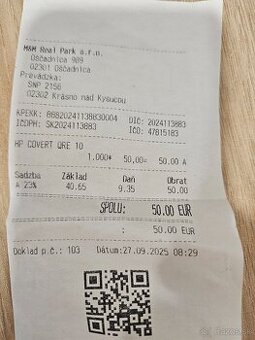 M&M Real Park s.r.o.
Oščadnica 909
02301 Oščadnica
Prevádzka:
SNP 2156
02302 Krásno nad Kysucou
KPEKK: 88820241138830004 DIČ: 2024113883
IČDPH: SK2024113883 IČO: 47815183
HP COVERT QRE 10
1.000* 50,00= 50.00 A
Sadzba Základ Daň Obrat
A 23% 40.65 9.35 50.00
SPOLU: 50.00 EUR
50.00 EUR
Doklad p.č.: 103 Dátum:27.09.2025 08:29